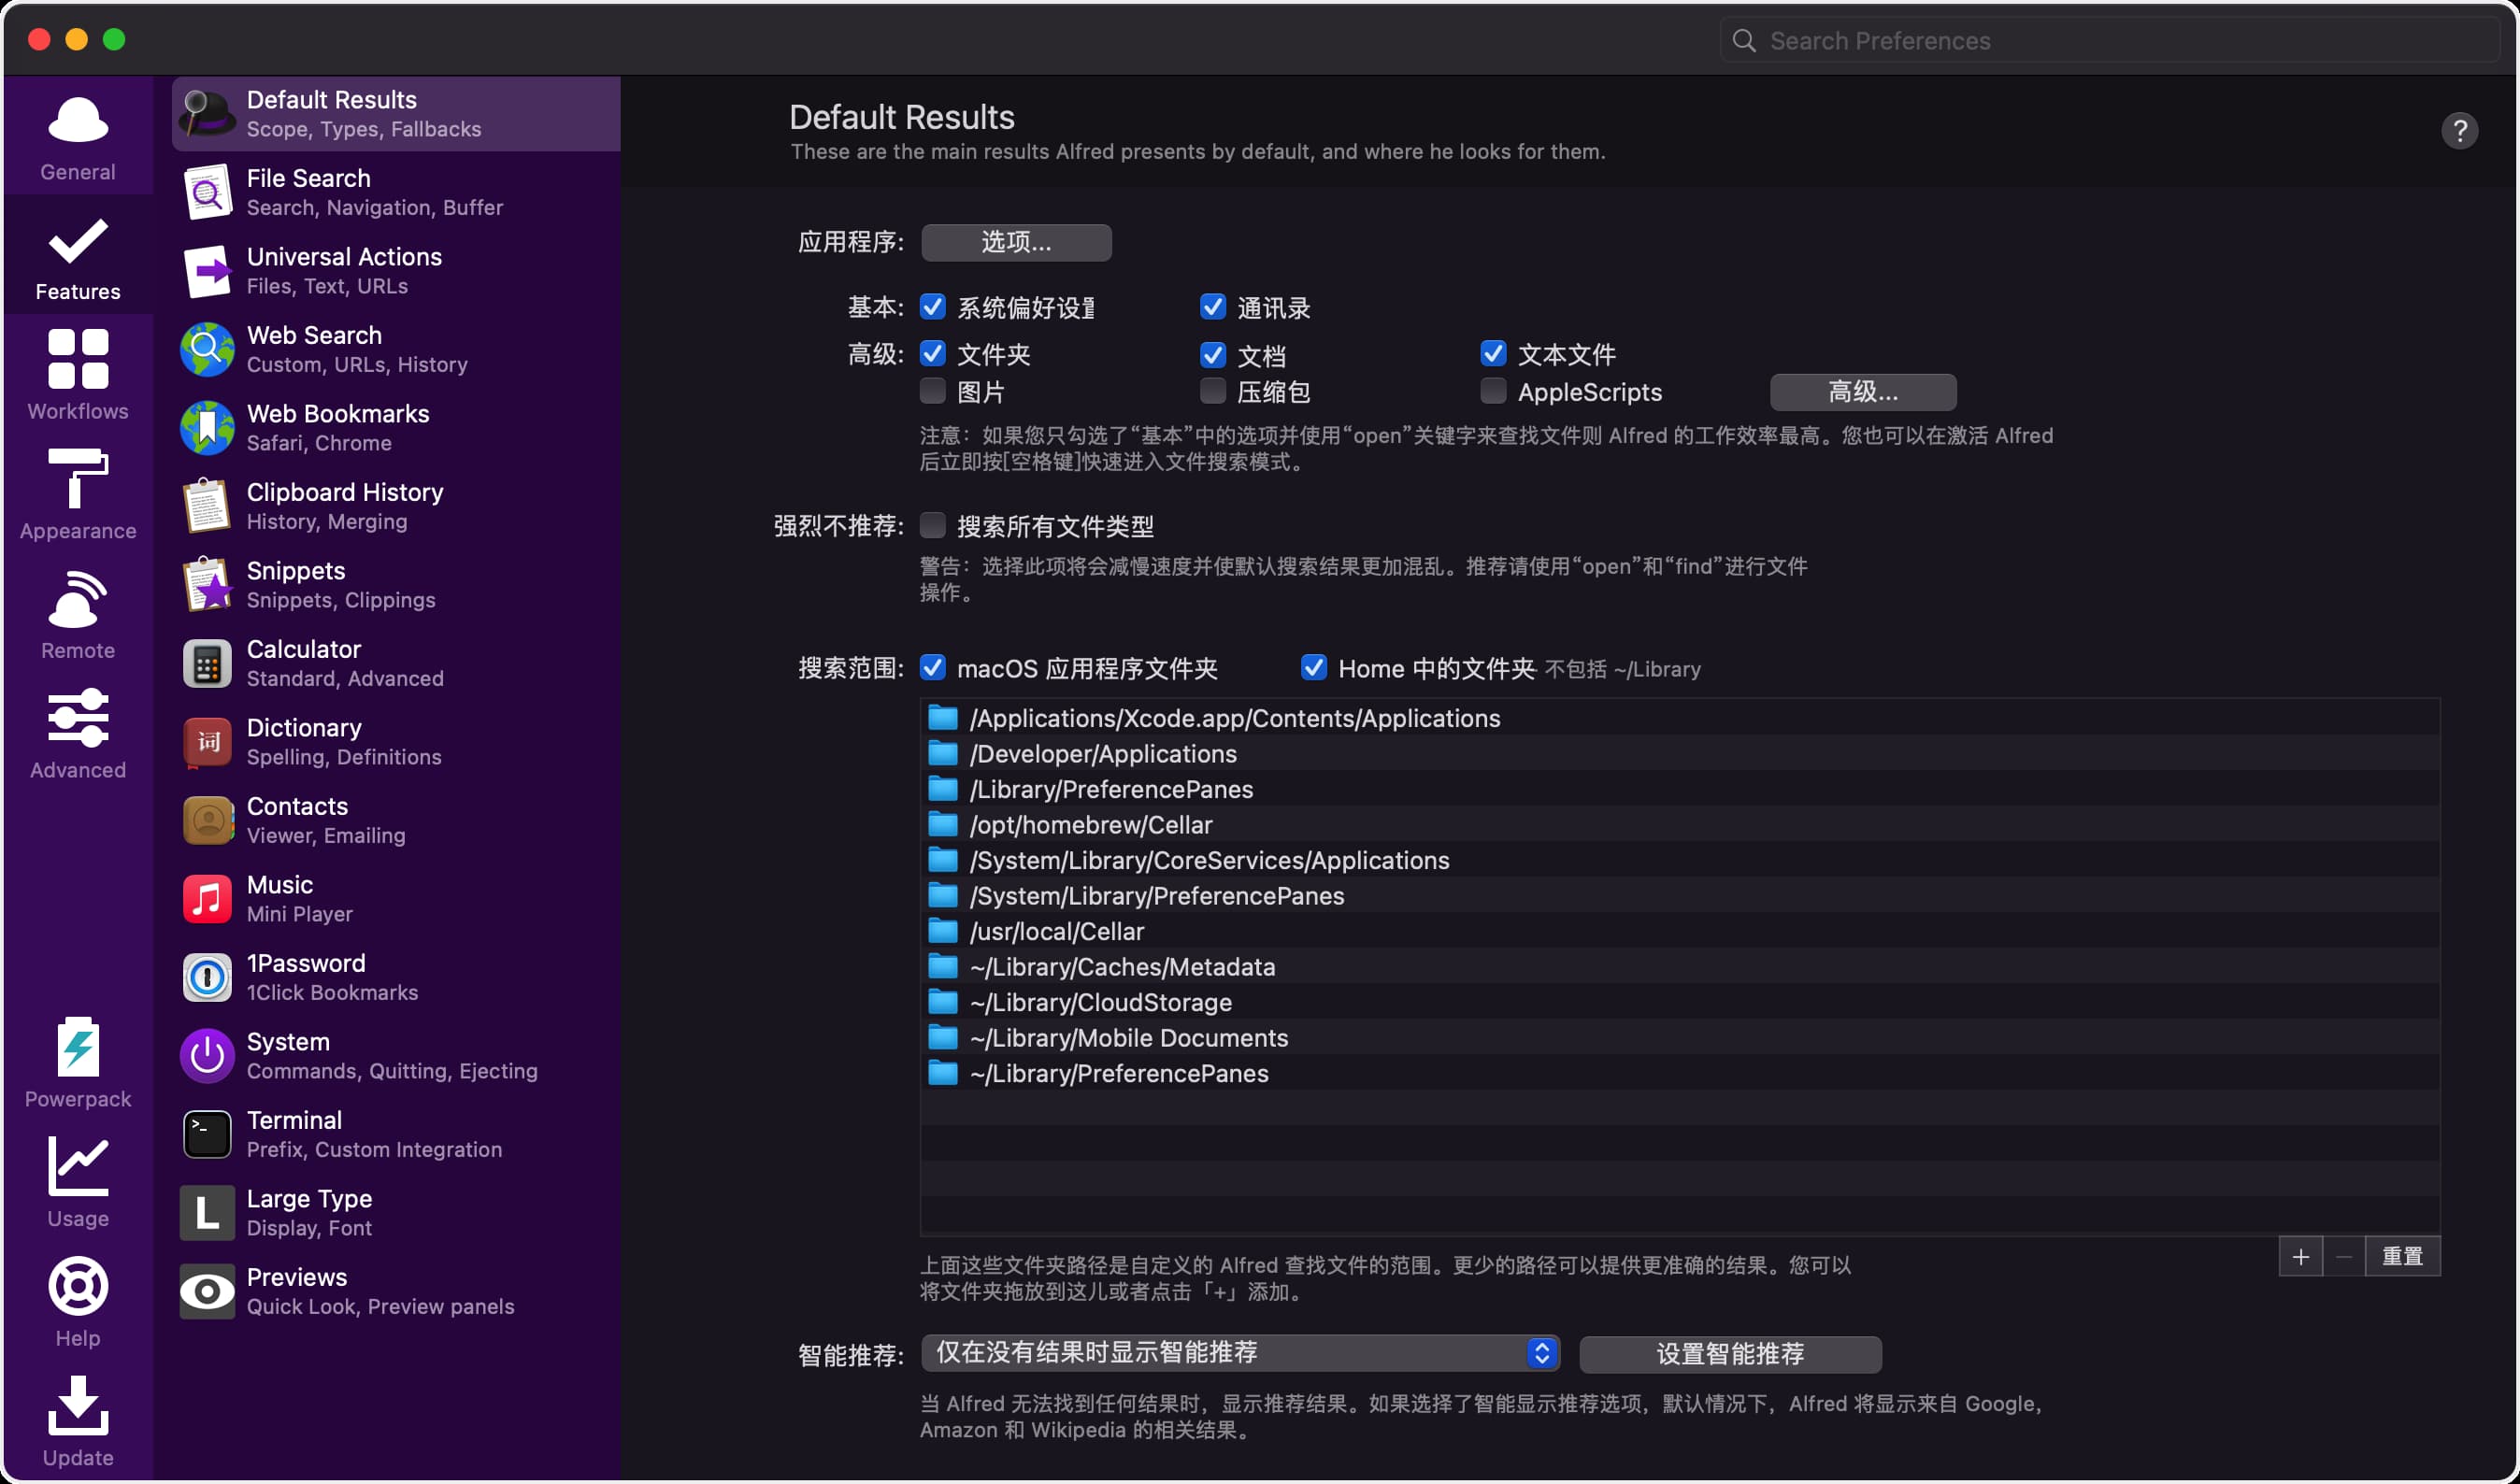 Search Preferences
General
Features
Workflows
Appearance
Remote
Advanced
Powerpack
Usage
Help
Update
Default Results
Scope, Types, Fallbacks
File Search
Search, Navigation, Buffer
Universal Actions
Files, Text, URLs
Web Search
Custom, URLs, History
Web Bookmarks
Safari, Chrome
Clipboard History
History, Merging
Snippets
Snippets, Clippings
Calculator
Standard, Advanced
词
Dictionary
Spelling, Definitions
Contacts
Viewer, Emailing
Music
Mini Player
1Password
1Click Bookmarks
System
Commands, Quitting, Ejecting
>_
Terminal
Prefix, Custom Integration
L
Large Type
Display, Font
Previews
Quick Look, Preview panels
Default Results
These are the main results Alfred presents by default, and where he looks for them.
?
应用程序: 选项...
基本: 系统偏好设置 通讯录
高级: 文件夹 文档 文本文件
图片 压缩包 AppleScripts 高级...
注意：如果您只勾选了“基本”中的选项并使用“open”关键字来查找文件则 Alfred 的工作效率最高。您也可以在激活 Alfred
后立即按[空格键]快速进入文件搜索模式。
强烈不推荐: 搜索所有文件类型
警告：选择此项将会减慢速度并使默认搜索结果更加混乱。推荐请使用“open”和“find”进行文件
操作。
搜索范围: macOS 应用程序文件夹 Home 中的文件夹 不包括 ~/Library
/Applications/Xcode.app/Contents/Applications
/Developer/Applications
/Library/PreferencePanes
/opt/homebrew/Cellar
/System/Library/CoreServices/Applications
/System/Library/PreferencePanes
/usr/local/Cellar
~/Library/Caches/Metadata
~/Library/CloudStorage
~/Library/Mobile Documents
~/Library/PreferencePanes
上面这些文件夹路径是自定义的 Alfred 查找文件的范围。更少的路径可以提供更准确的结果。您可以
将文件夹拖放到这儿或者点击「+」添加。
+ − 重置
智能推荐: 仅在没有结果时显示智能推荐 设置智能推荐
当 Alfred 无法找到任何结果时，显示推荐结果。如果选择了智能显示推荐选项，默认情况下，Alfred 将显示来自 Google，
Amazon 和 Wikipedia 的相关结果。